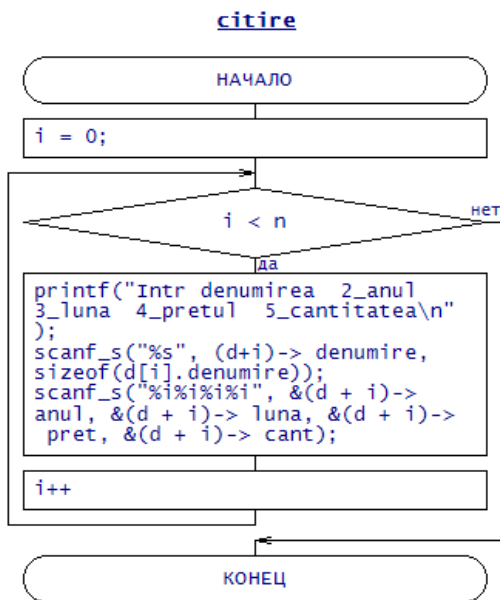 citire
НАЧАЛО
i = 0;
i < n
нет
да
printf("Intr denumirea  2_anul
3_luna  4_pretul  5_cantitatea\n"
);
scanf_s("%s", (d+i)-> denumire,
sizeof(d[i].denumire));
scanf_s("%i%i%i%i", &(d + i)->
anul, &(d + i)-> luna, &(d + i)->
pret, &(d + i)-> cant);
i++
КОНЕЦ